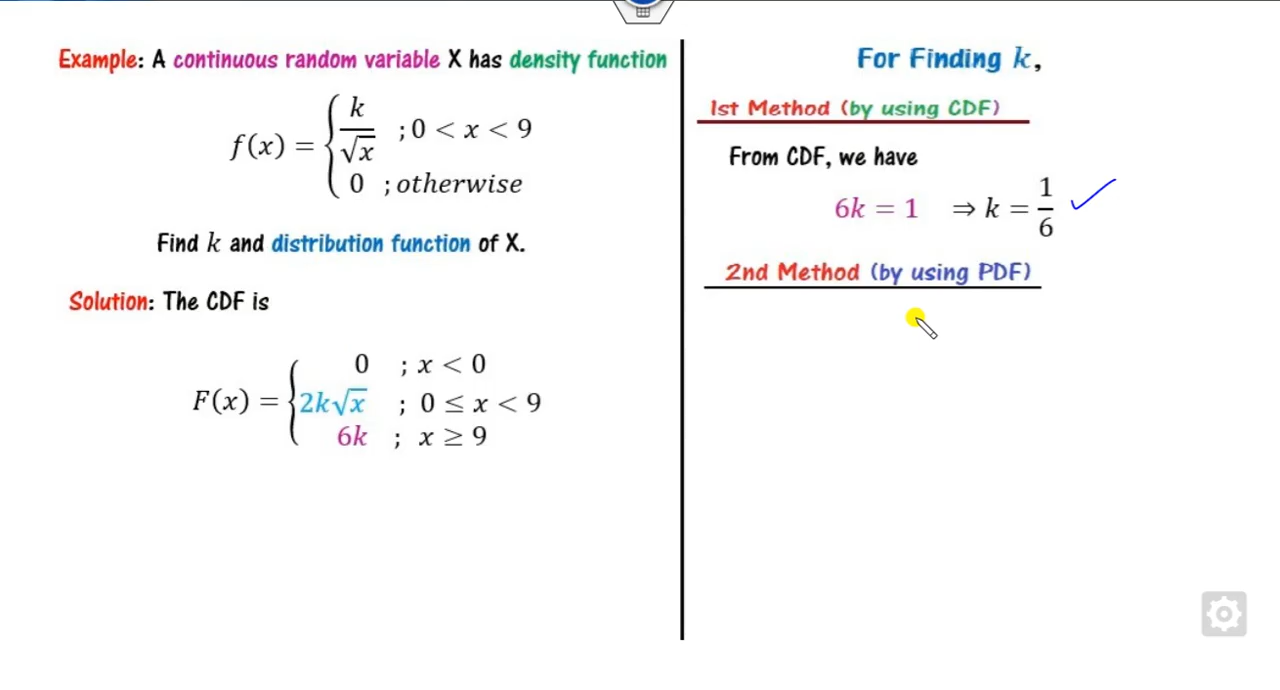 Example: A continuous random variable X has density function
f(x) = { k/√x ; 0 < x < 9
0 ; otherwise
Find k and distribution function of X.
Solution: The CDF is
F(x) = { 0 ; x < 0
2k√x ; 0 ≤ x < 9
6k ; x ≥ 9
For Finding k,
1st Method (by using CDF)
From CDF, we have
6k = 1 ⇒ k = 1/6
2nd Method (by using PDF)